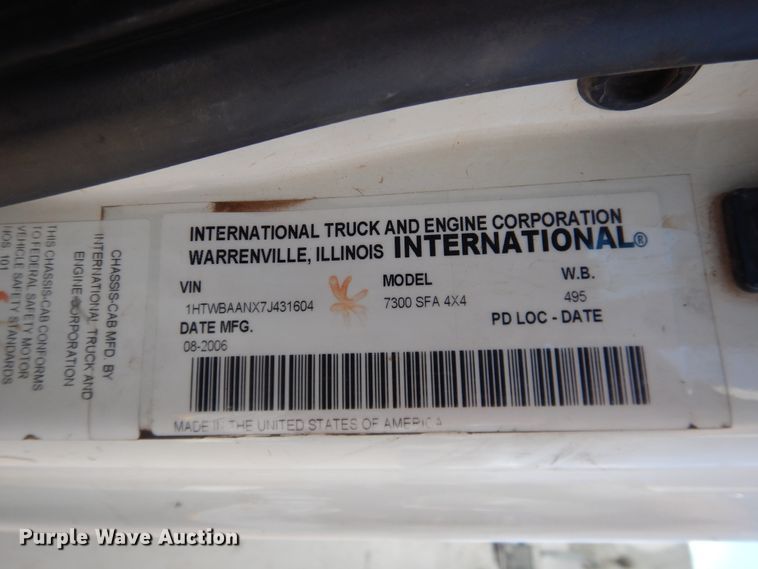 INTERNATIONAL TRUCK AND ENGINE CORPORATION
WARRENVILLE, ILLINOIS INTERNATIONAL®
VIN MODEL W.B.
1HTWBAANX7J431604 7300 SFA 4X4 495
DATE MFG. PD LOC - DATE
08-2006
MADE IN THE UNITED STATES OF AMERICA
CHASSIS-CAB MFD. BY
INTERNATIONAL TRUCK AND
ENGINE CORPORATION
THIS CHASSIS-CAB CONFORMS
TO FEDERAL SAFETY MOTOR
VEHICLE SAFETY STANDARDS
NOS. 101
Purple Wave Auction